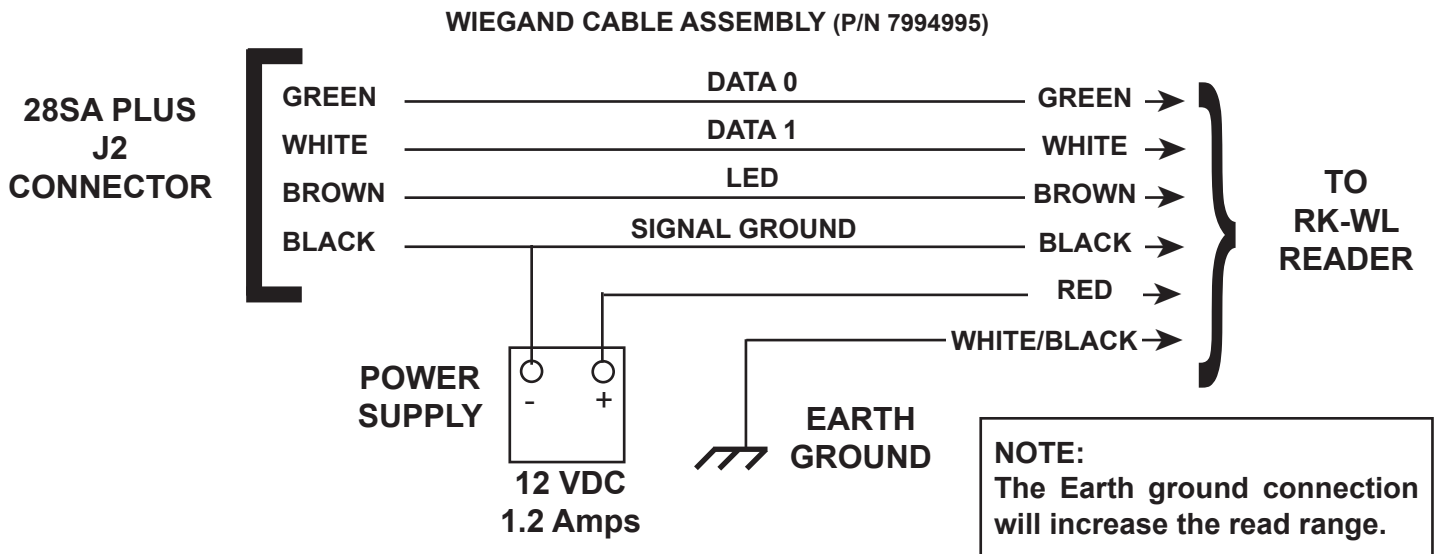 WIEGAND CABLE ASSEMBLY (P/N 7994995)
28SA PLUS
J2
CONNECTOR
GREEN DATA 0 GREEN
WHITE DATA 1 WHITE
BROWN LED BROWN
BLACK SIGNAL GROUND BLACK
RED
WHITE/BLACK
TO
RK-WL
READER
POWER
SUPPLY
- +
12 VDC
1.2 Amps
EARTH
GROUND
NOTE:
The Earth ground connection
will increase the read range.